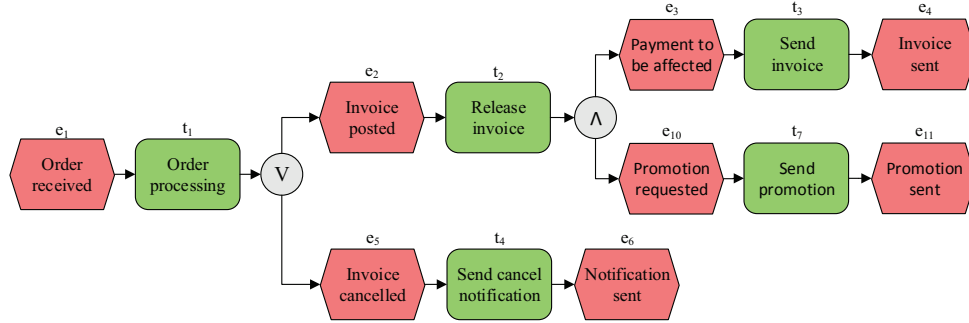 e3
t3
e4
Payment to
be affected
Send
invoice
Invoice
sent
e2
t2
Invoice
posted
Release
invoice
Λ
e1
t1
Order
received
Order
processing
V
e10
t7
e11
Promotion
requested
Send
promotion
Promotion
sent
e5
t4
e6
Invoice
cancelled
Send cancel
notification
Notification
sent